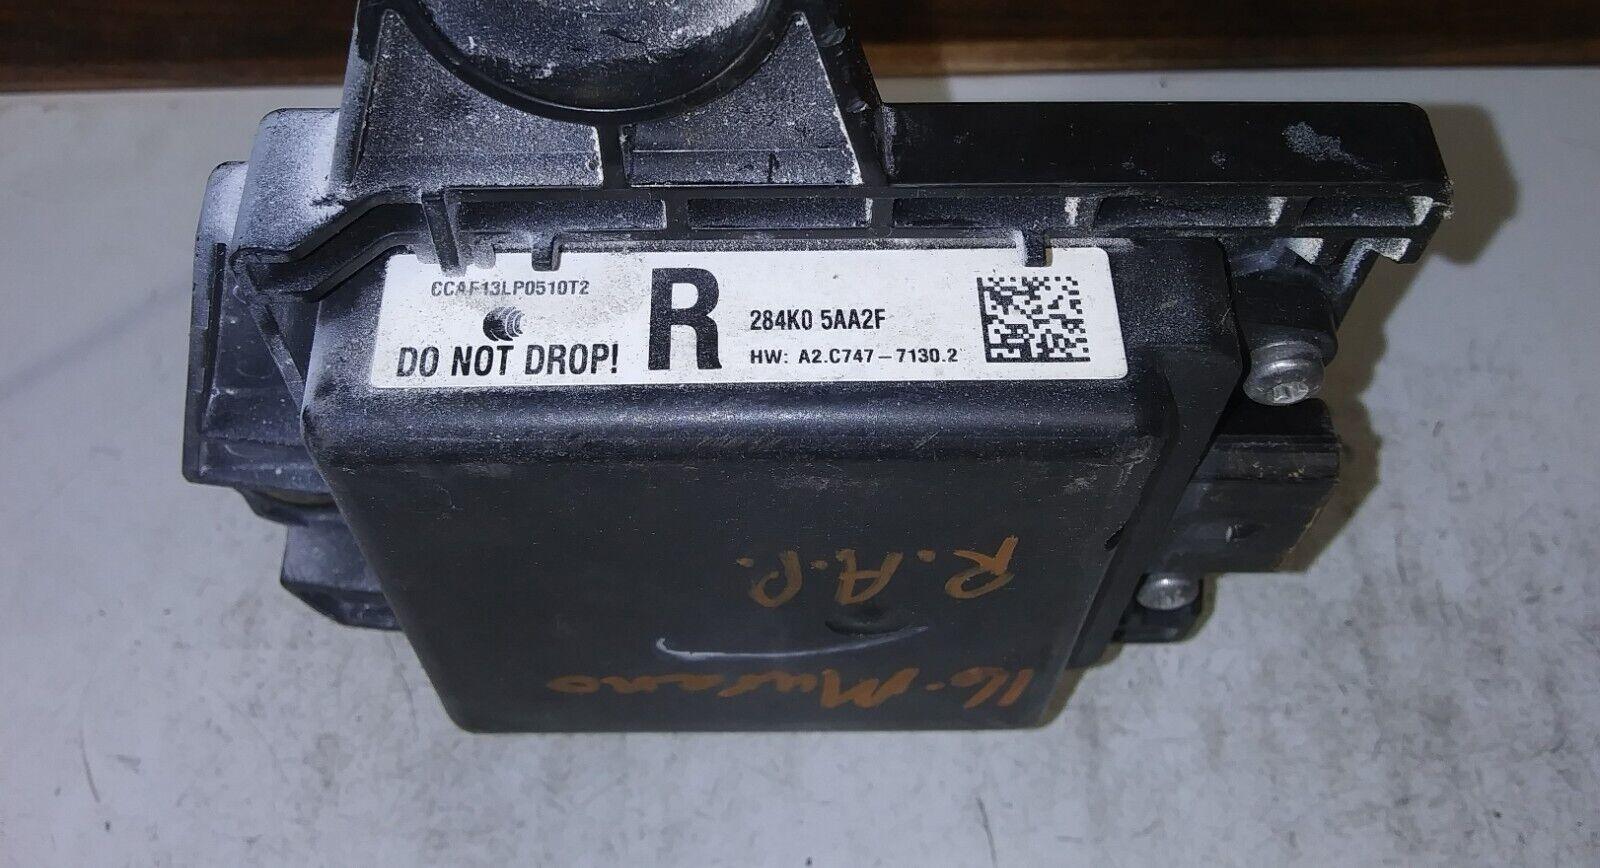 CCAF13LP0510T2
DO NOT DROP!
R
284K0 5AA2F
HW: A2.C747-7130.2
16-Murano
R.A.P.